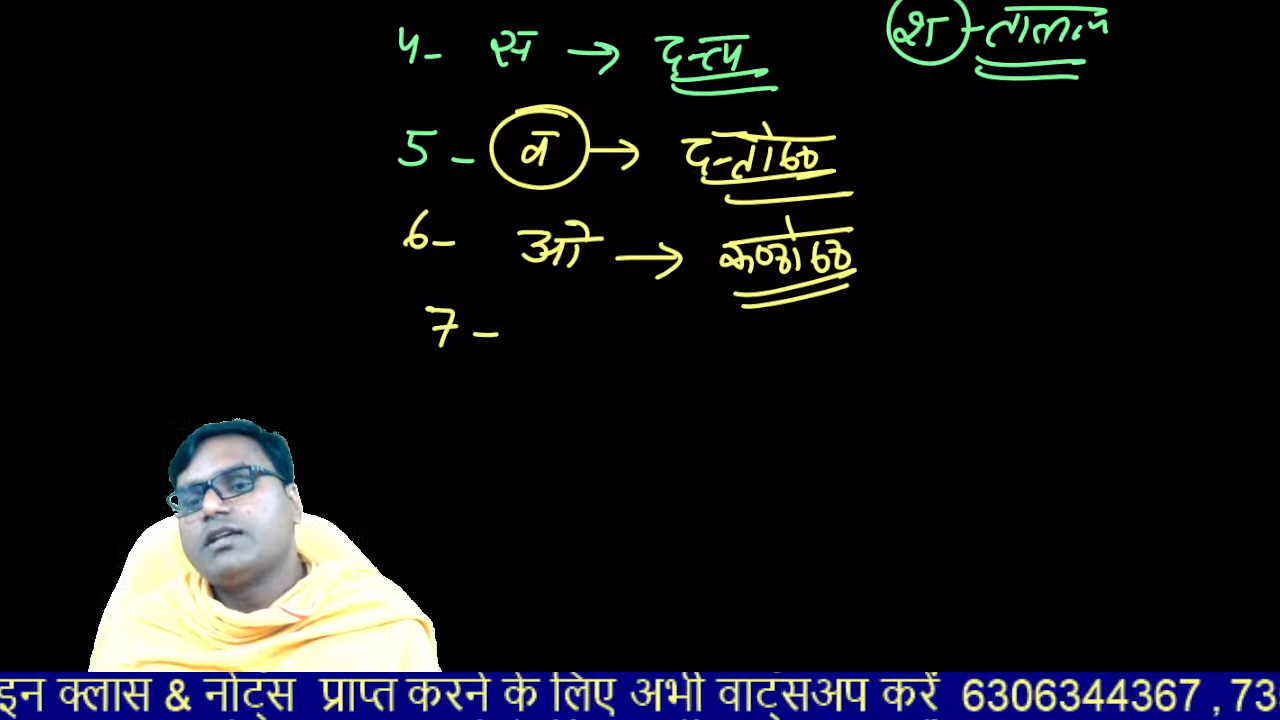 4- स → दन्त्य
श - तालव्य
5- व → दन्तोष्ठ
6- ओ → कण्ठोष्ठ
7-
इन क्लास & नोट्स प्राप्त करने के लिए अभी वाट्सअप करें 6306344367 , 73